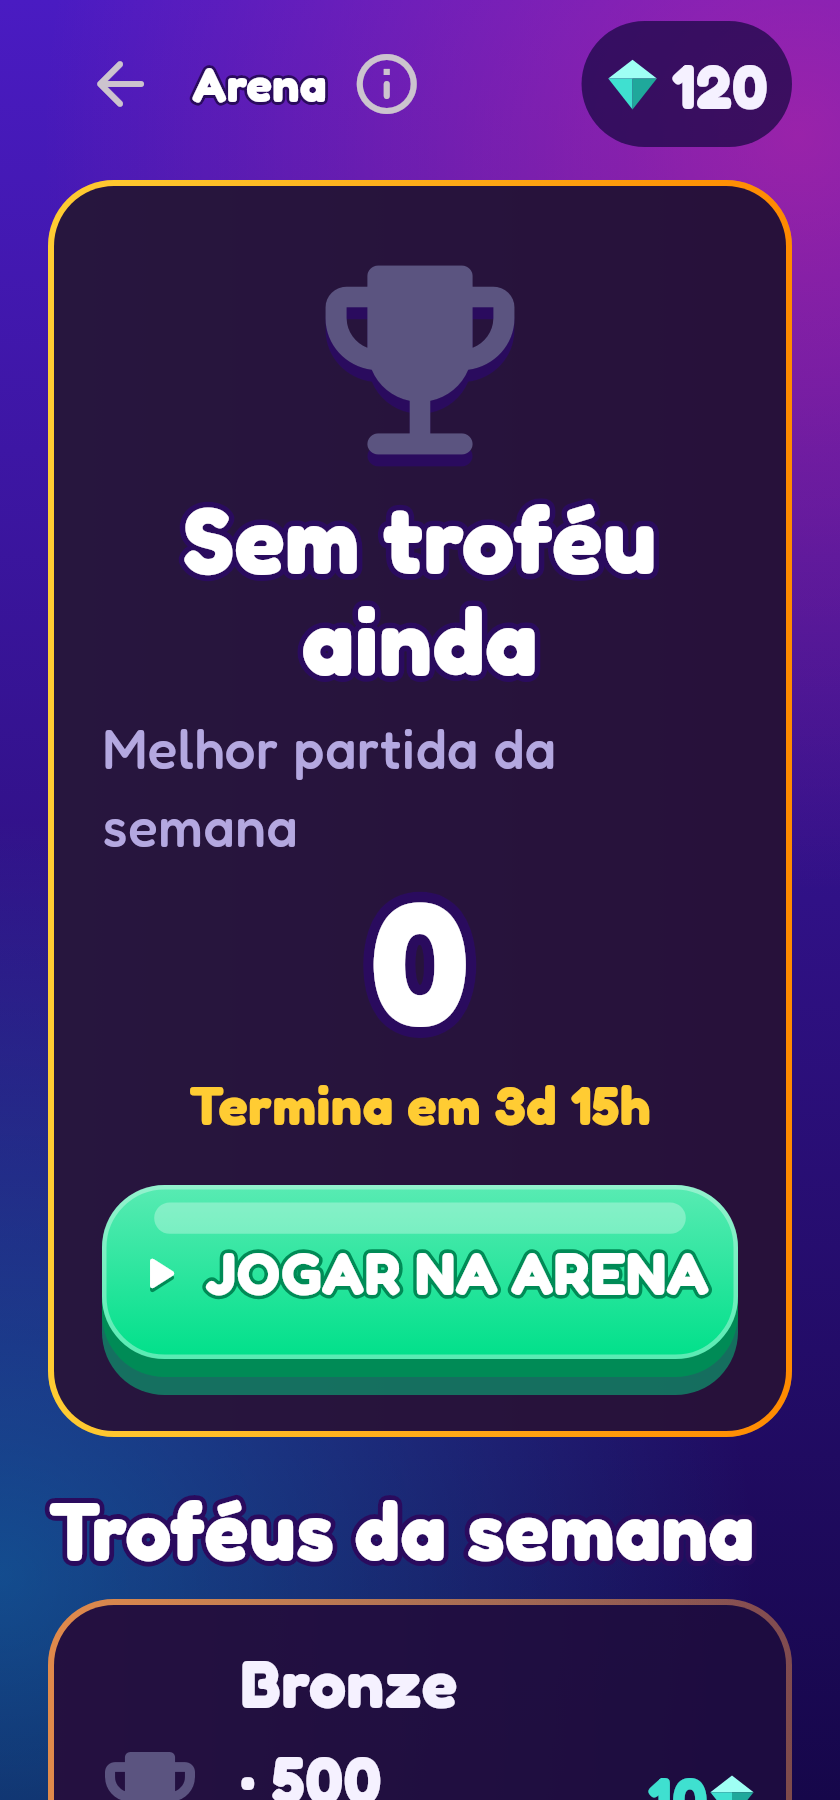 Arena
120
Sem troféu
ainda
Melhor partida da
semana
0
Termina em 3d 15h
JOGAR NA ARENA
Troféus da semana
Bronze
· 500
10